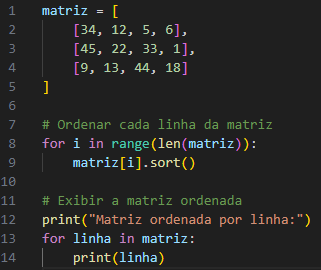 1 matriz = [
2     [34, 12, 5, 6],
3     [45, 22, 33, 1],
4     [9, 13, 44, 18]
5 ]
6
7 # Ordenar cada linha da matriz
8 for i in range(len(matriz)):
9     matriz[i].sort()
10
11 # Exibir a matriz ordenada
12 print("Matriz ordenada por linha:")
13 for linha in matriz:
14     print(linha)